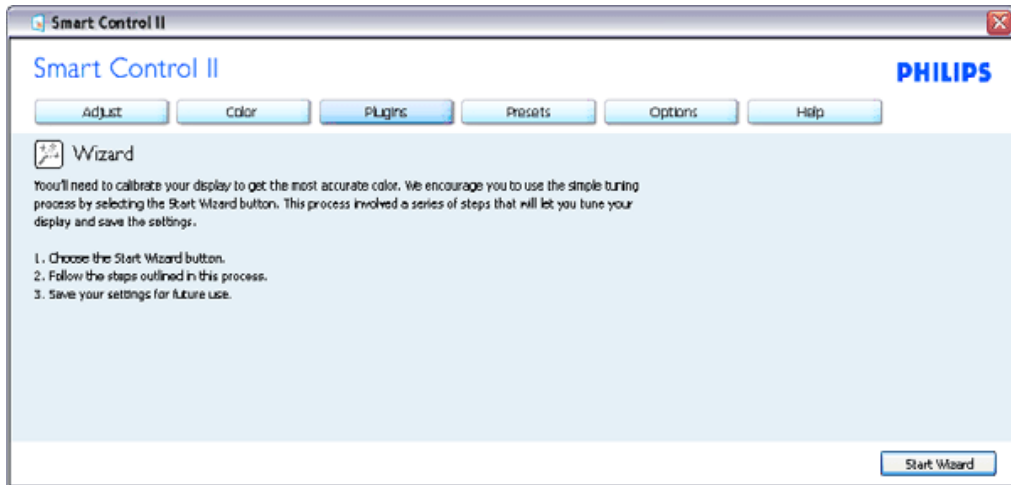 Smart Control II
Smart Control II
PHILIPS
Adjust Color Plugins Presets Options Help
Wizard
Yoou'll need to calibrate your display to get the most accurate color. We encourage you to use the simple tuning
process by selecting the Start Wizard button. This process involved a series of steps that will let you tune your
display and save the settings.
1. Choose the Start Wizard button.
2. Follow the steps outlined in this process.
3. Save your settings for future use.
Start Wizard